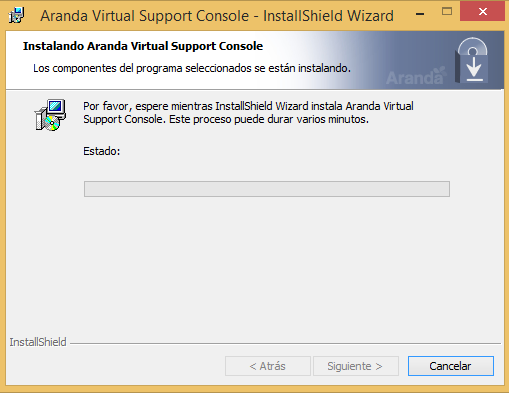 Aranda Virtual Support Console - InstallShield Wizard
Instalando Aranda Virtual Support Console
Los componentes del programa seleccionados se están instalando.
Aranda
Por favor, espere mientras InstallShield Wizard instala Aranda Virtual
Support Console. Este proceso puede durar varios minutos.
Estado:
InstallShield
< Atrás
Siguiente >
Cancelar